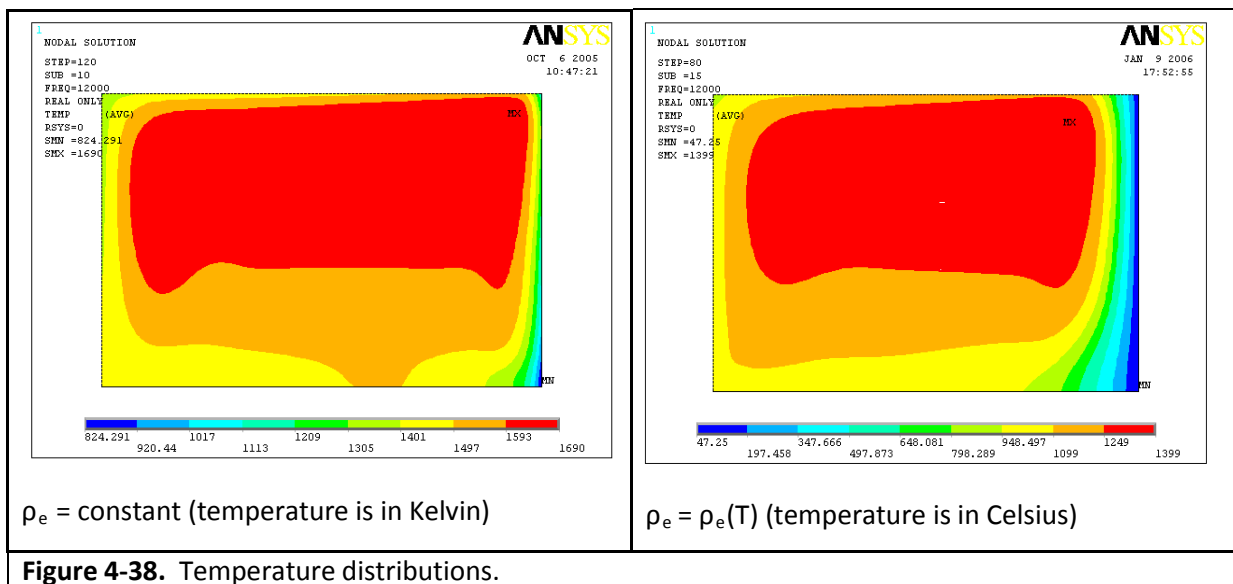 1
NODAL SOLUTION
STEP=120
SUB =10
FREQ=12000
REAL ONLY
TEMP (AVG)
RSYS=0
SMN =824.291
SMX =1690
ANSYS
OCT 6 2005
10:47:21
MX
MN
824.291 1017 1209 1401 1593
920.44 1113 1305 1497 1690
ρe = constant (temperature is in Kelvin)
1
NODAL SOLUTION
STEP=80
SUB =15
FREQ=12000
REAL ONLY
TEMP (AVG)
RSYS=0
SMN =47.25
SMX =1399
ANSYS
JAN 9 2006
17:52:55
MX
MN
47.25 347.666 648.081 948.497 1249
197.458 497.873 798.289 1099 1399
ρe = ρe(T) (temperature is in Celsius)
Figure 4-38. Temperature distributions.